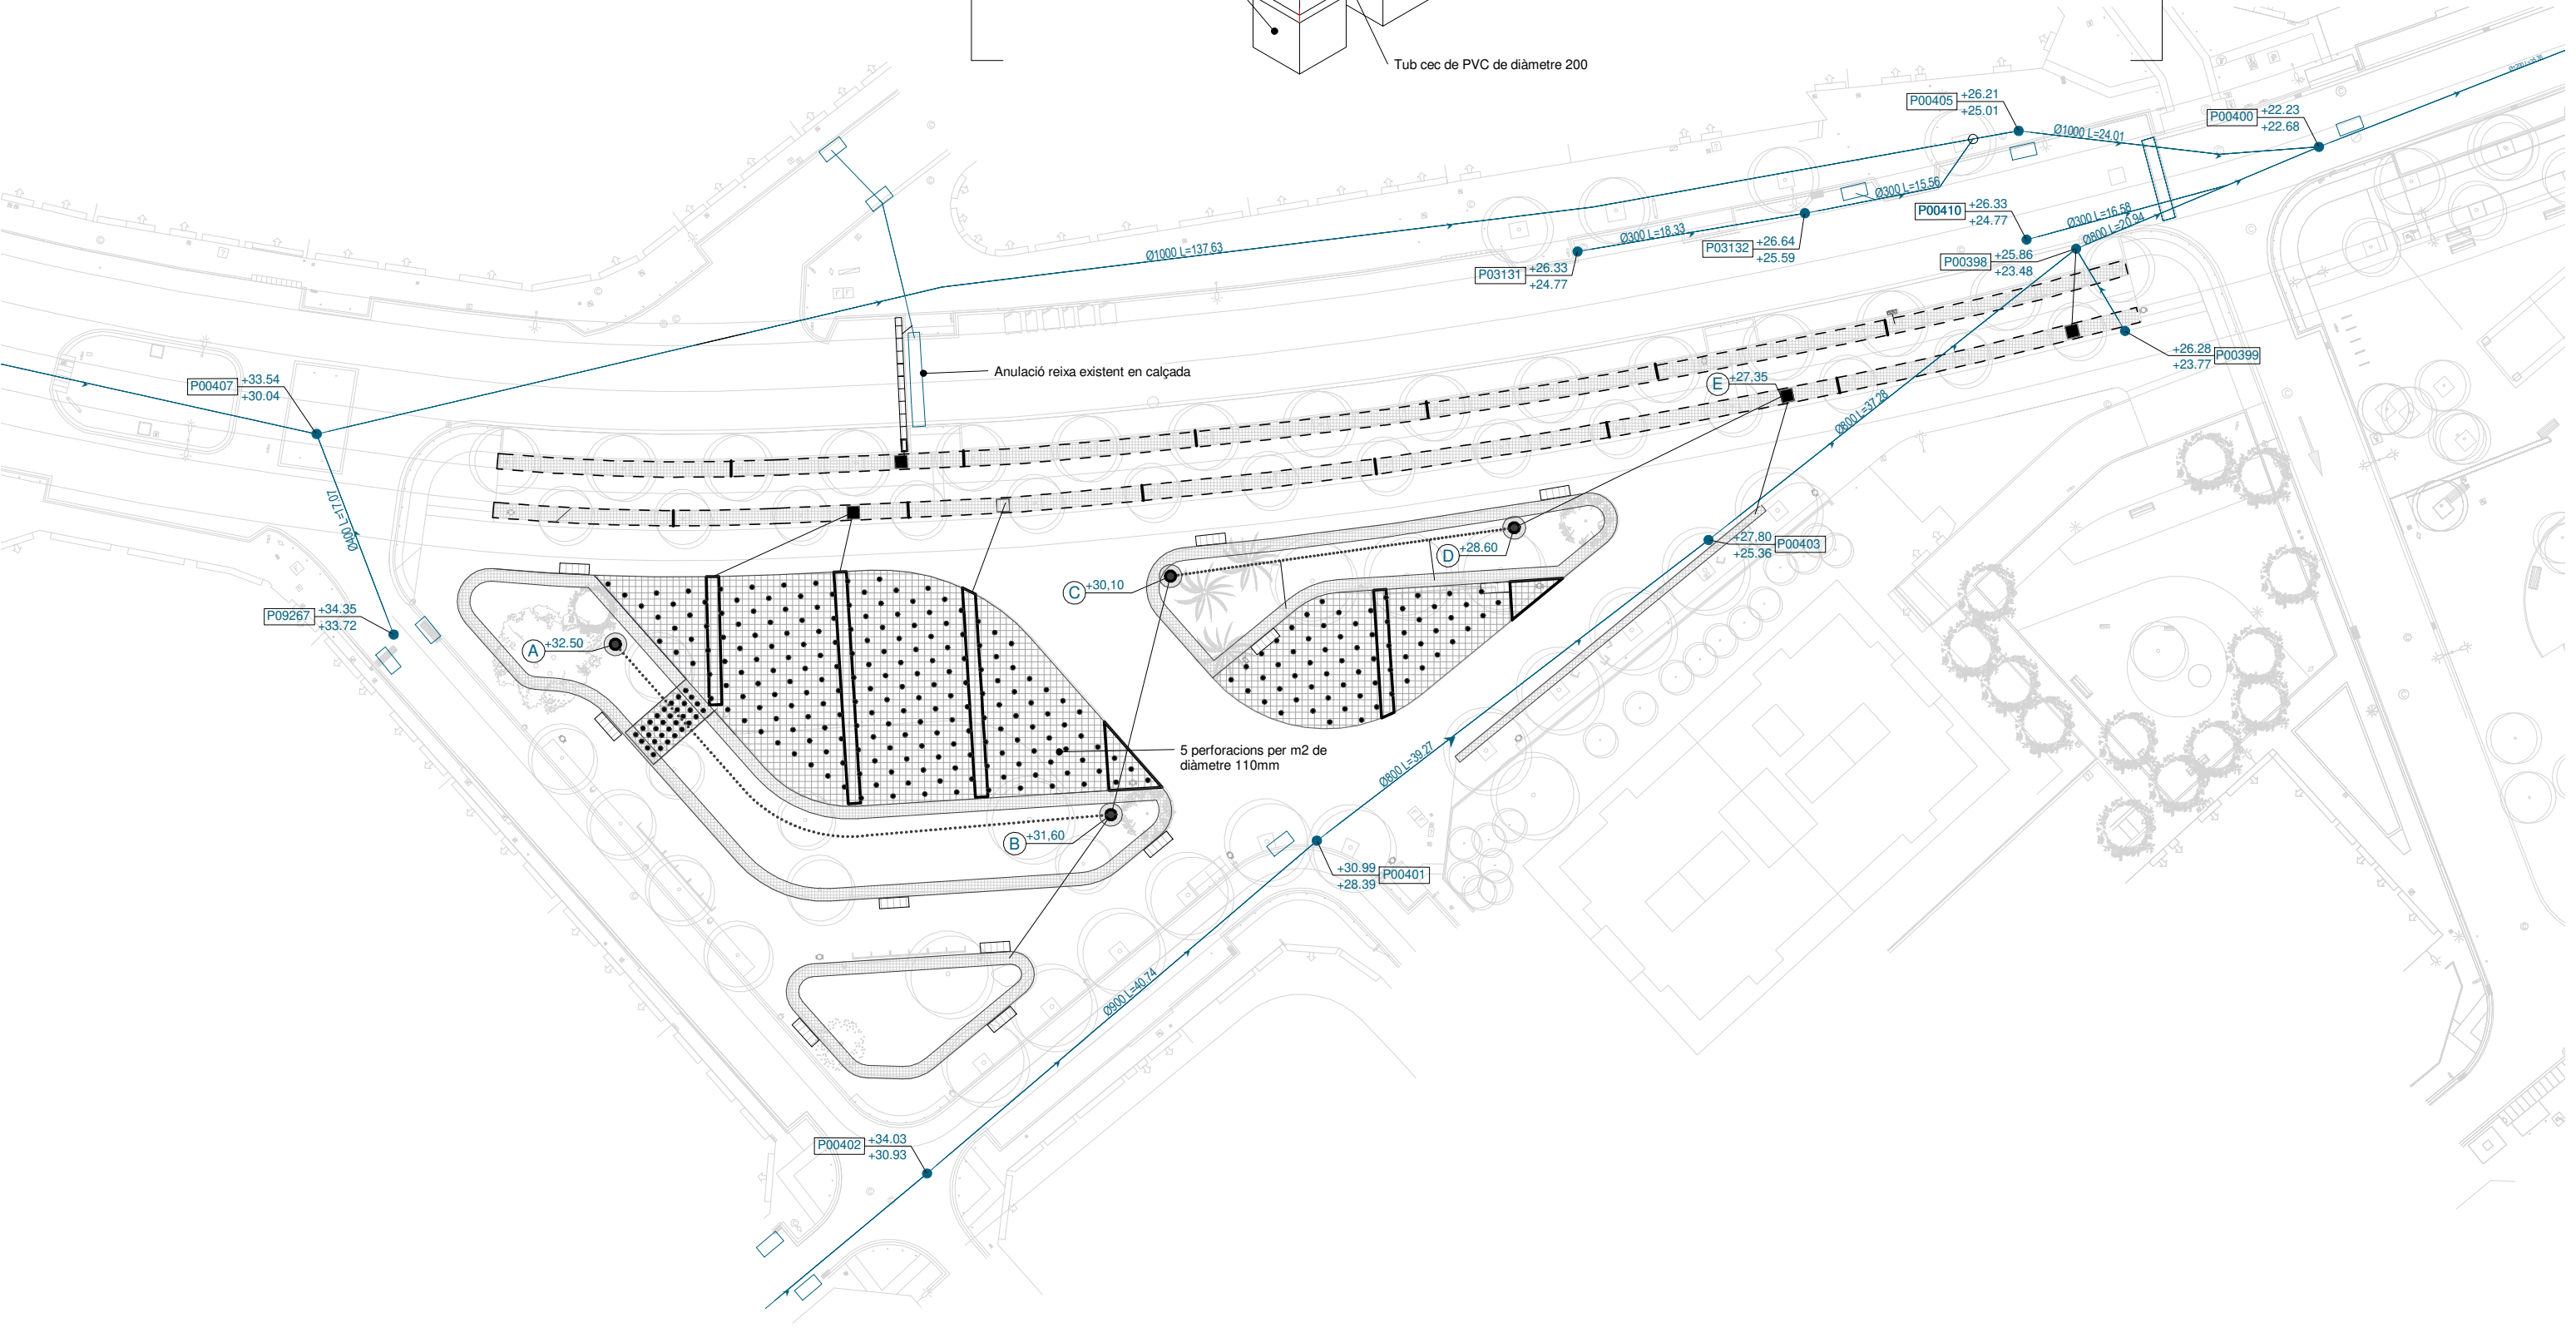 Tub cec de PVC de diàmetre 200
P00405 +26.21
+25.01
P00400 +22.23
+22.68
Ø1000 L=24.01
Ø300 L=15.56
P00410 +26.33
+24.77
Ø300 L=16.58
Ø800 L=20.94
Ø1000 L=137.63
Ø300 L=18.33
P03132 +26.64
+25.59
P00398 +25.86
+23.48
P03131 +26.33
+24.77
Anulació reixa existent en calçada
P00407 +33.54
+30.04
E +27,35
+26.28 P00399
+23.77
Ø800 L=37.28
Ø400 L=17.07
D +28.60
+27,80 P00403
+25.36
C +30,10
P09267 +34.35
+33.72
A +32.50
5 perforacions per m2 de
diàmetre 110mm
Ø800 L=39.27
B +31,60
+30.99 P00401
+28.39
Ø900 L=40.74
P00402 +34.03
+30.93